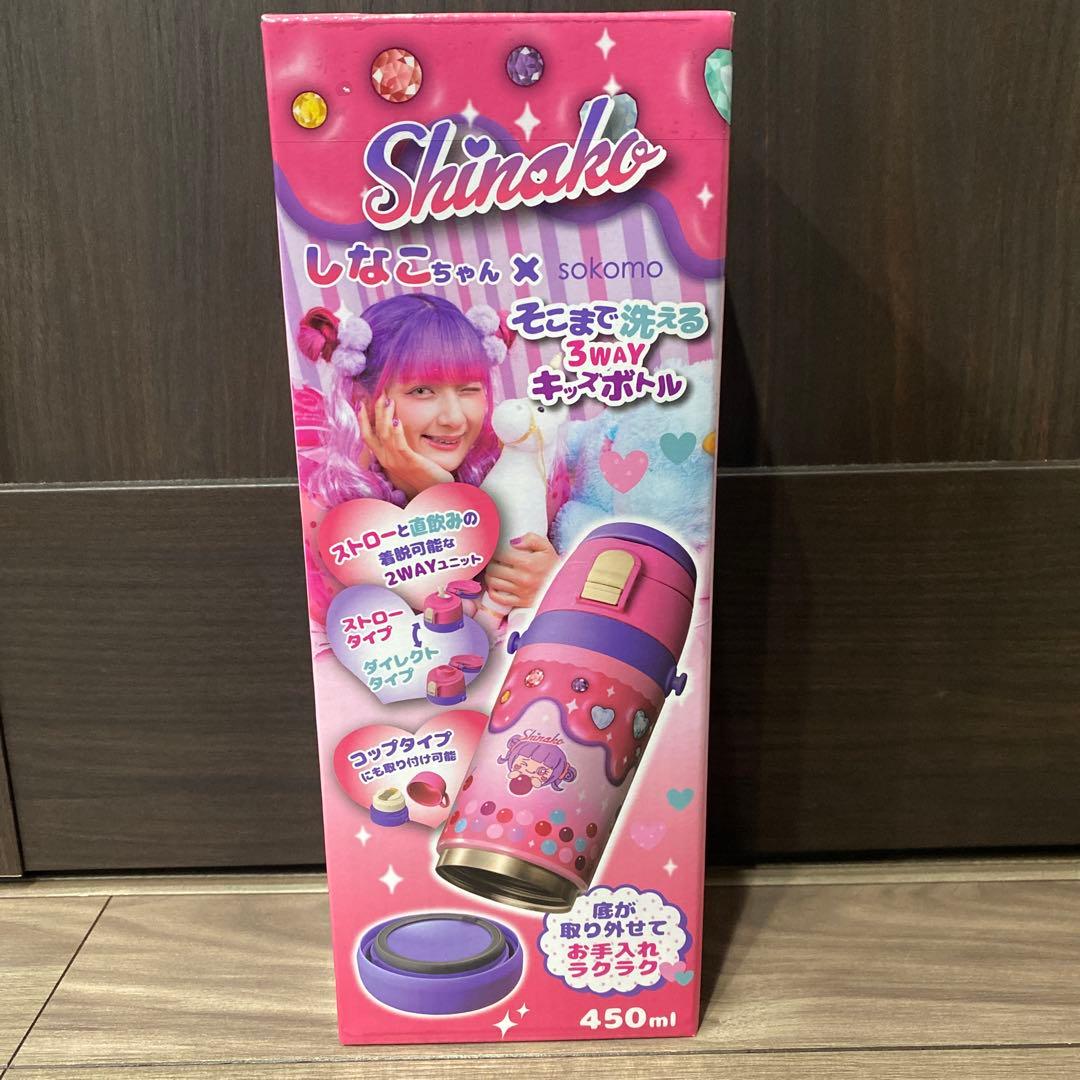 Shinako
しなこちゃん × sokomo
そこまで洗える
3WAY
キッズボトル
ストローと直飲みの
着脱可能な
2WAYユニット
ストロー
タイプ
ダイレクト
タイプ
コップタイプ
にも取り付け可能
Shinako
底が
取り外せて
お手入れ
ラクラク
450ml